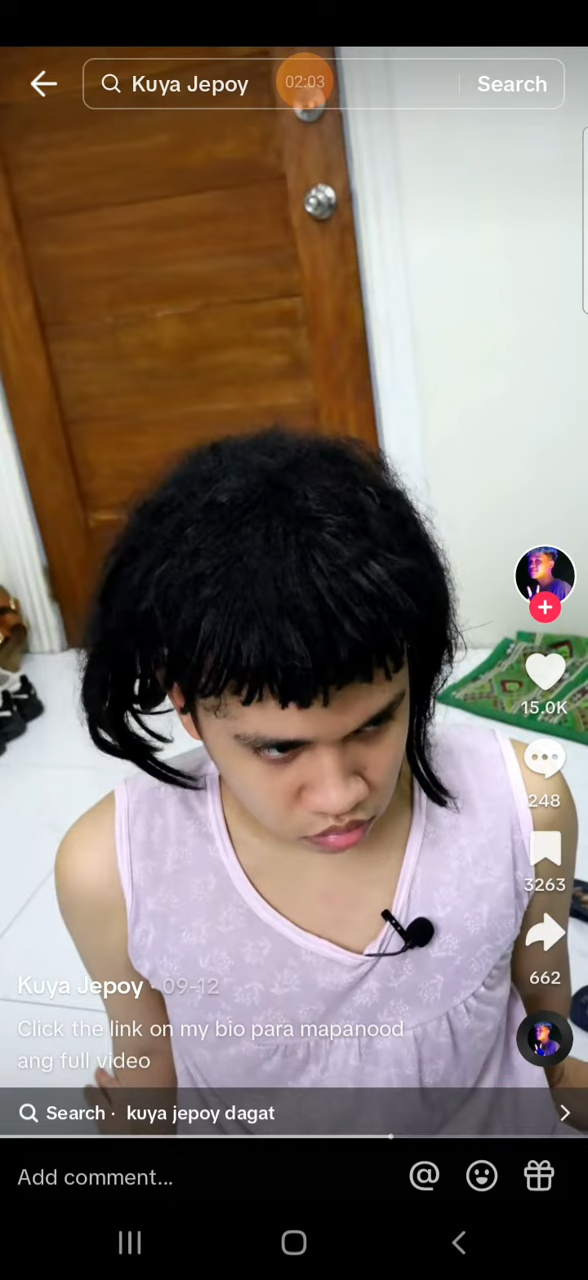 Kuya Jepoy
02:03
Search
15.0K
248
3263
662
Kuya Jepoy · 09-12
Click the link on my bio para mapanood
ang full video
Search · kuya jepoy dagat
Add comment...